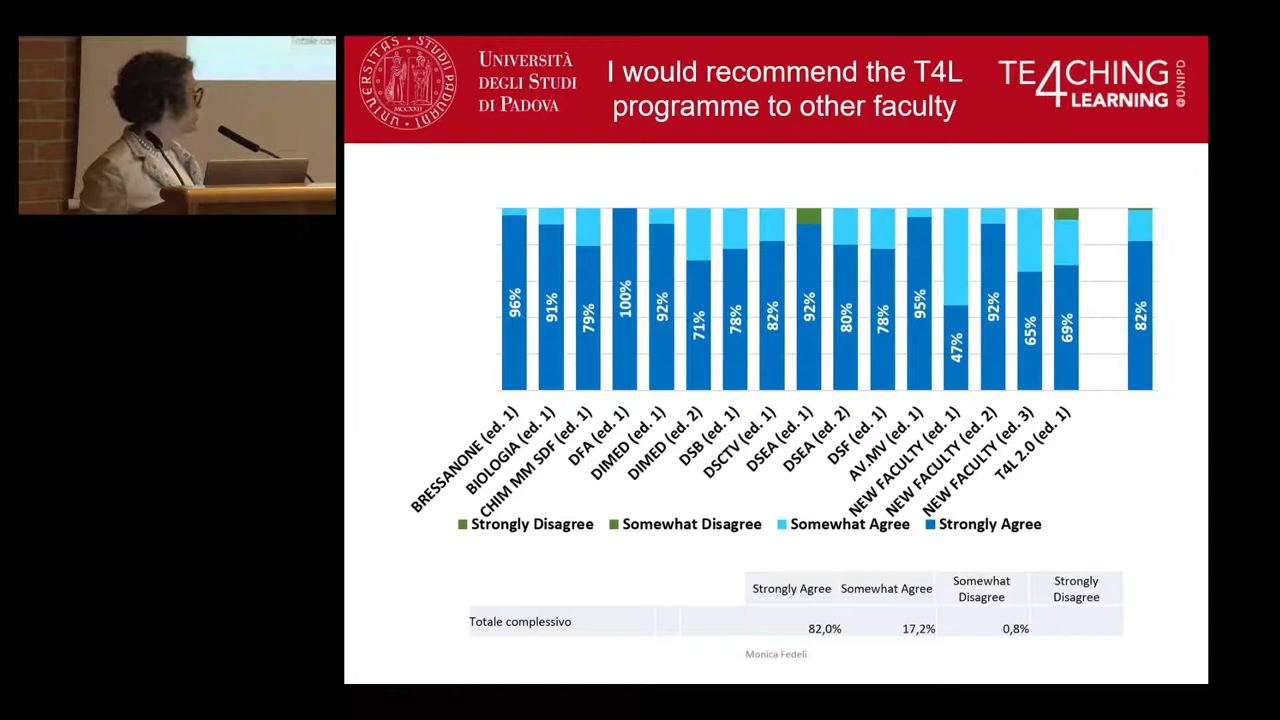 Totale com
UNIVERSITAS STUDII PADUANI
MCCXXII
UNIVERSITÀ
DEGLI STUDI
DI PADOVA
I would recommend the T4L
programme to other faculty
TE4CHING
LEARNING
@UNIPD
96%
91%
79%
100%
92%
71%
78%
82%
92%
80%
78%
95%
47%
92%
65%
69%
82%
BRESSANONE (ed. 1)
BIOLOGIA (ed. 1)
CHIM MM SDF (ed. 1)
DFA (ed. 1)
DIMED (ed. 1)
DIMED (ed. 2)
DSB (ed. 1)
DSCTV (ed. 1)
DSEA (ed. 1)
DSEA (ed. 2)
DSF (ed. 1)
AV.MV (ed. 1)
NEW FACULTY (ed. 1)
NEW FACULTY (ed. 2)
NEW FACULTY (ed. 3)
T4L 2.0 (ed. 1)
Strongly Disagree Somewhat Disagree Somewhat Agree Strongly Agree
Strongly Agree Somewhat Agree Somewhat Disagree Strongly Disagree
Totale complessivo 82,0% 17,2% 0,8%
Monica Fedeli